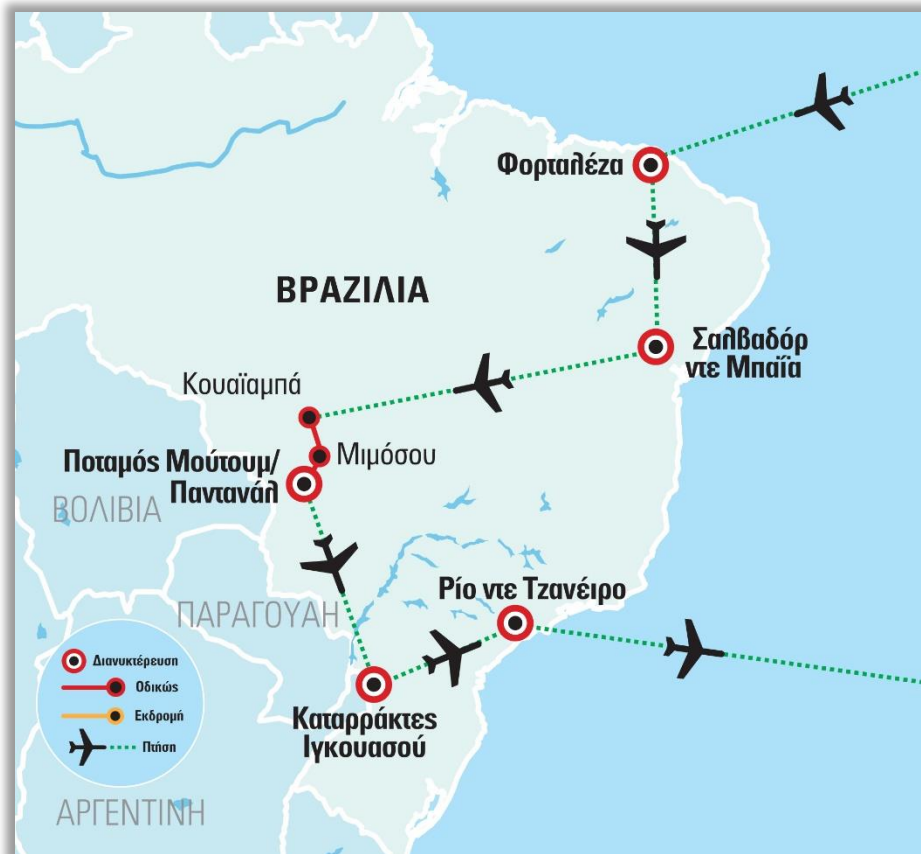 Φορταλέζα
ΒΡΑΖΙΛΙΑ
Σαλβαδόρ
ντε Μπαΐα
Κουαϊαμπά
Μιμόσου
Ποταμός Μούτουμ/
Παντανάλ
ΒΟΛΙΒΙΑ
Ρίο ντε Τζανέιρο
ΠΑΡΑΓΟΥΑΗ
Διανυκτέρευση
Οδικώς
Εκδρομή
Πτήση
Καταρράκτες
Ιγκουασού
ΑΡΓΕΝΤΙΝΗ